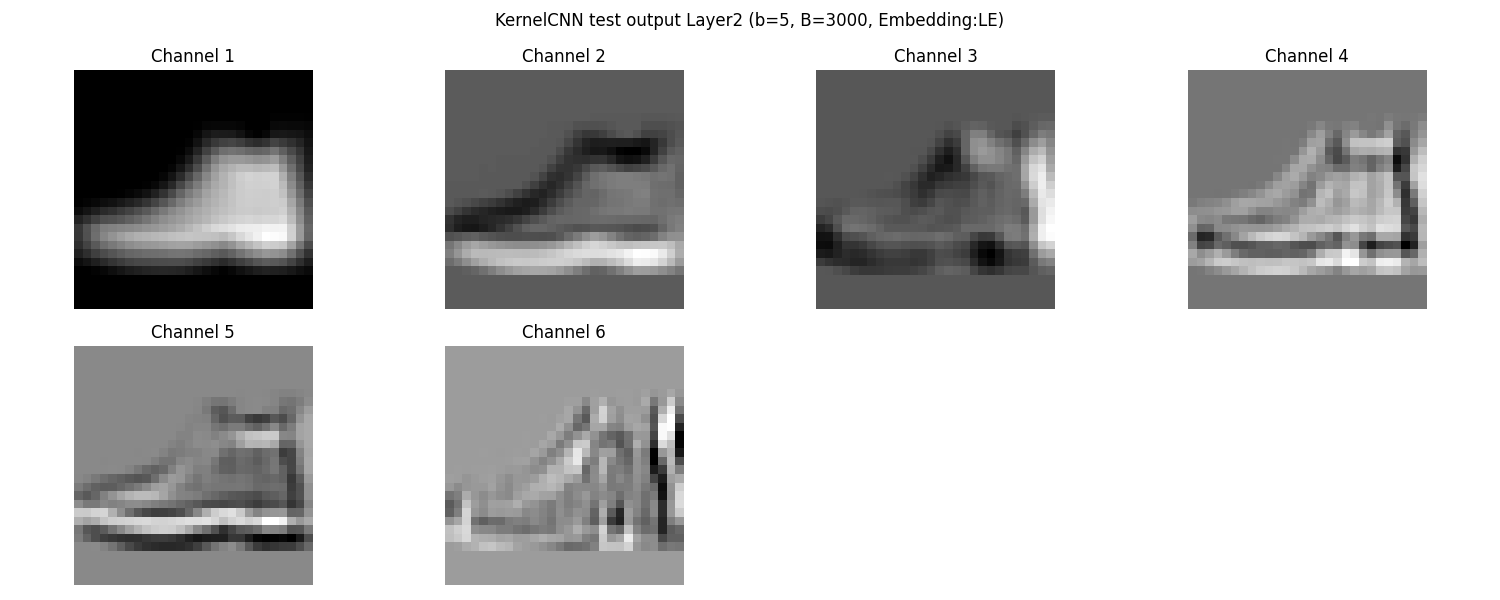 KernelCNN test output Layer2 (b=5, B=3000, Embedding:LE)
Channel 1
Channel 2
Channel 3
Channel 4
Channel 5
Channel 6